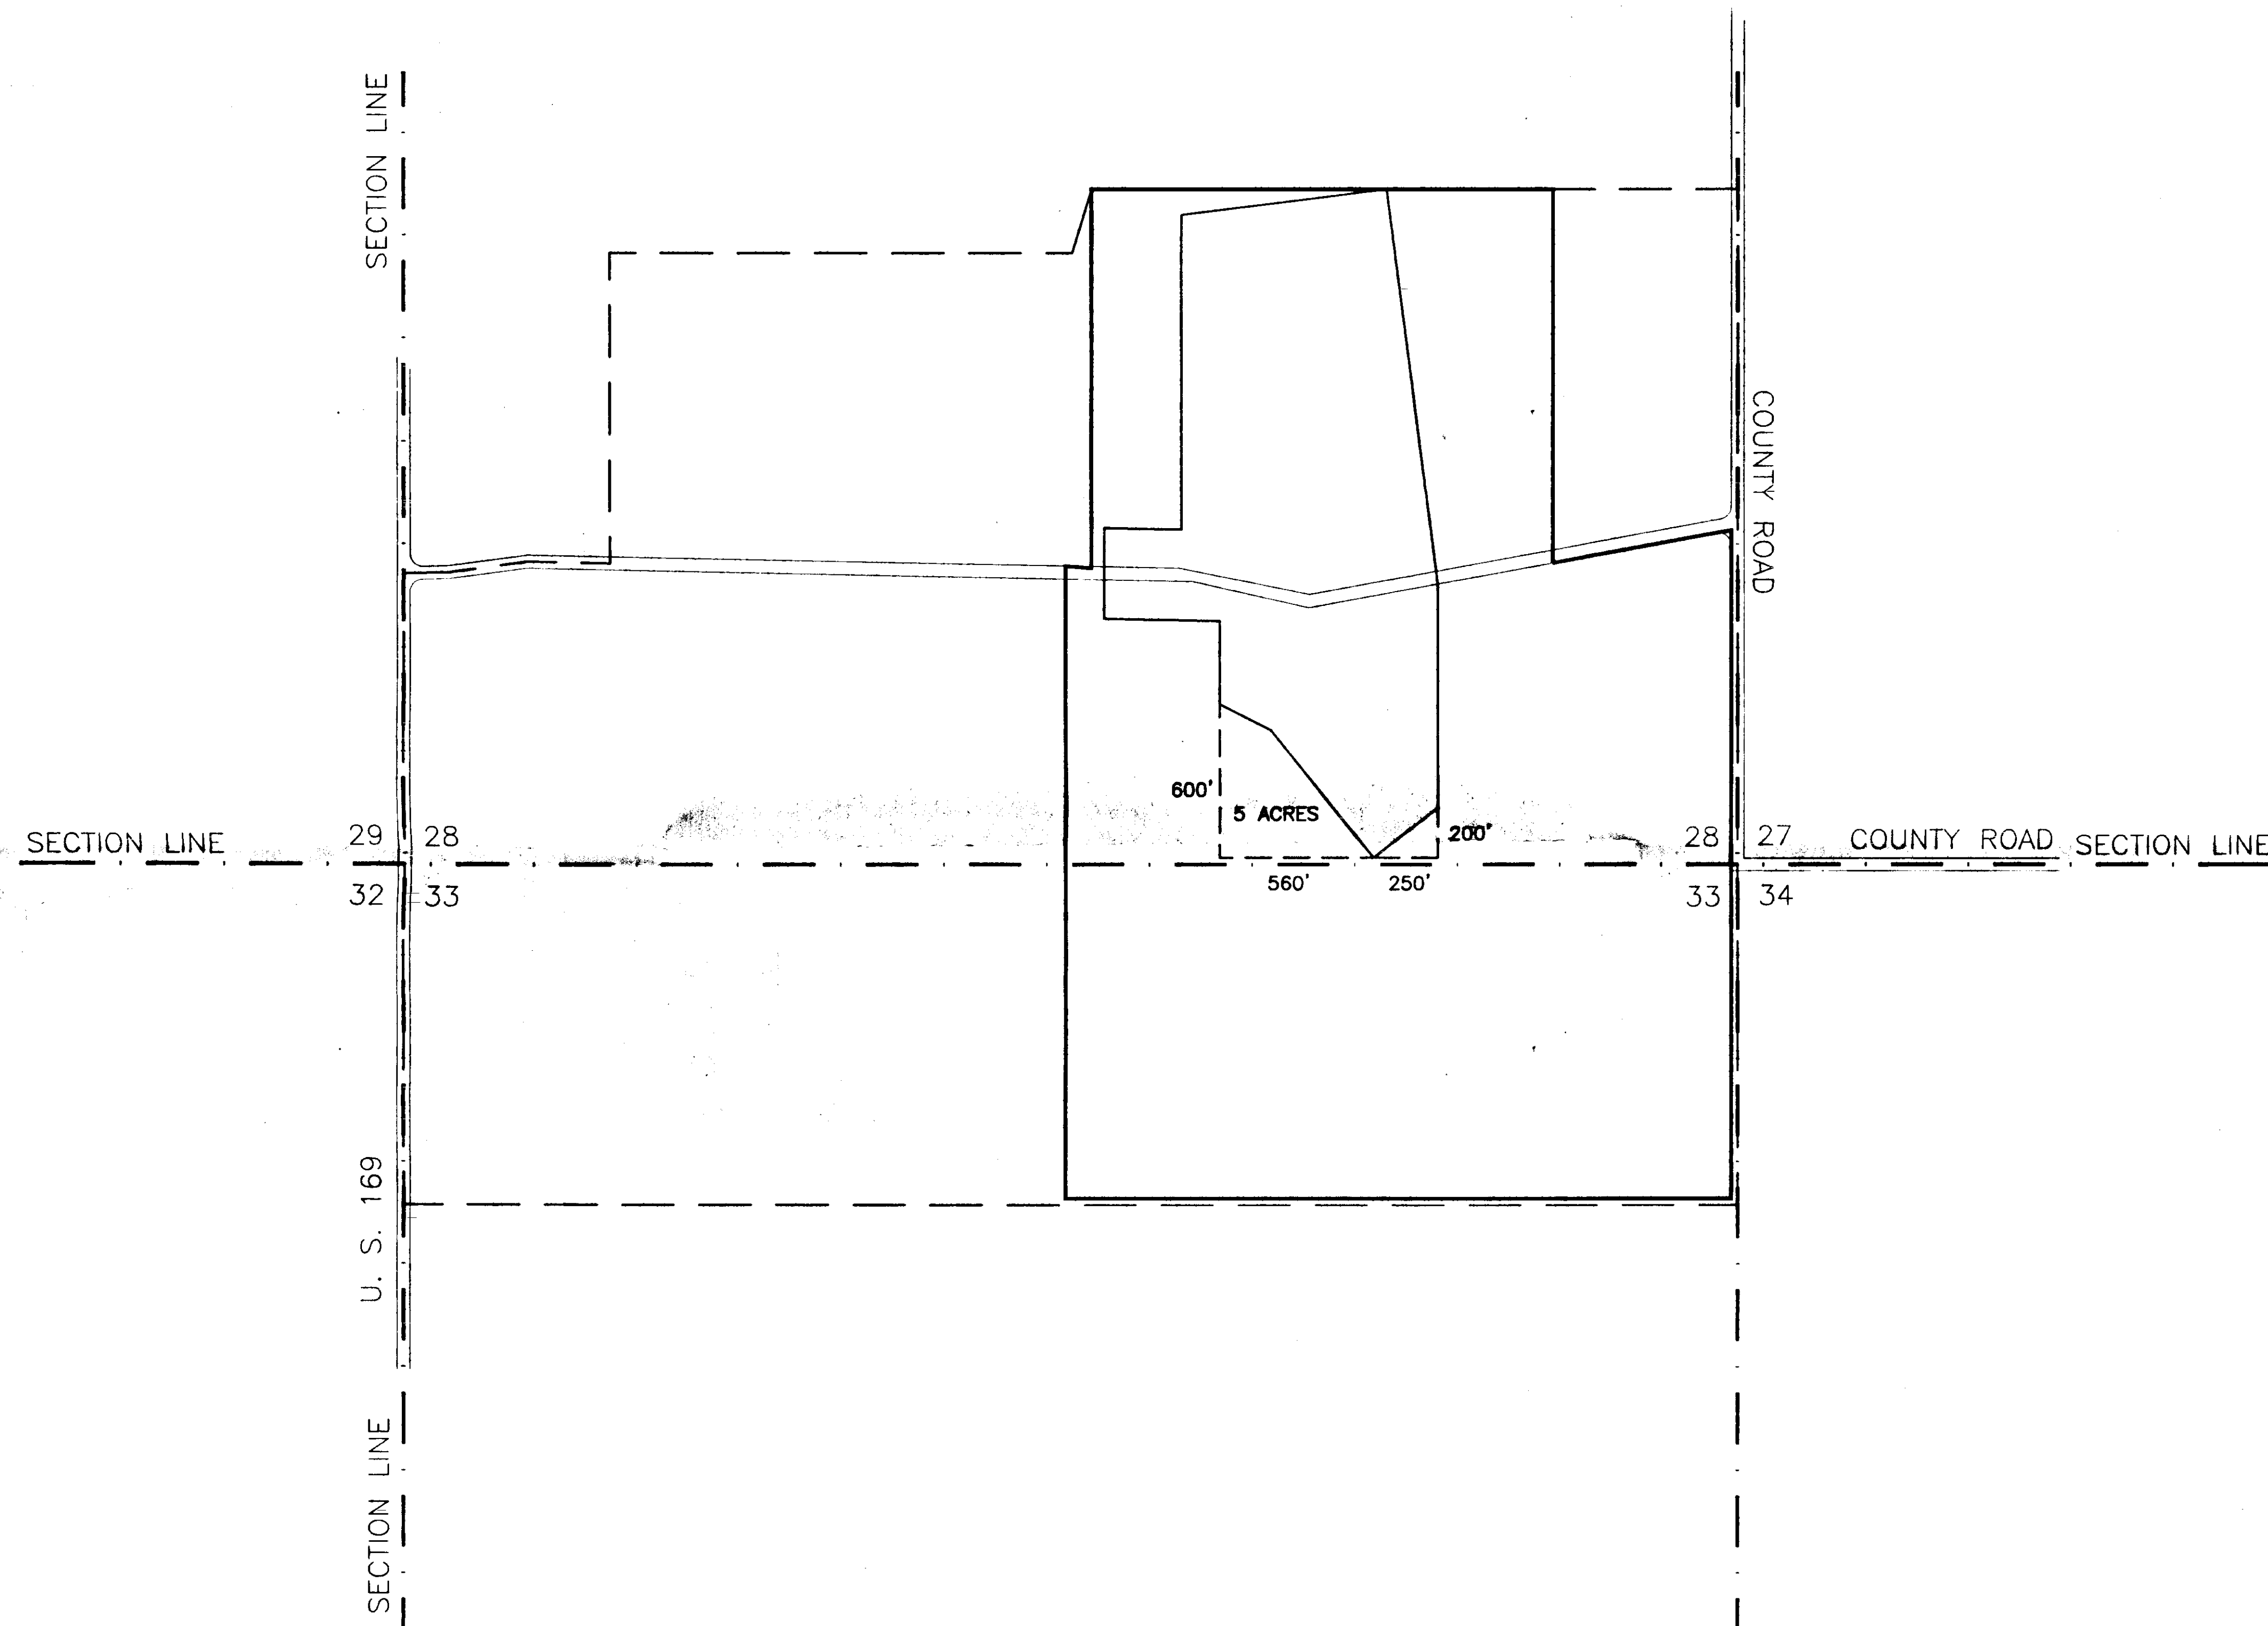 SECTION LINE
COUNTY ROAD
600'
5 ACRES
200'
SECTION LINE
29 28
28 27
COUNTY ROAD SECTION LINE
560' 250'
32 33
33 34
U. S. 169
SECTION LINE